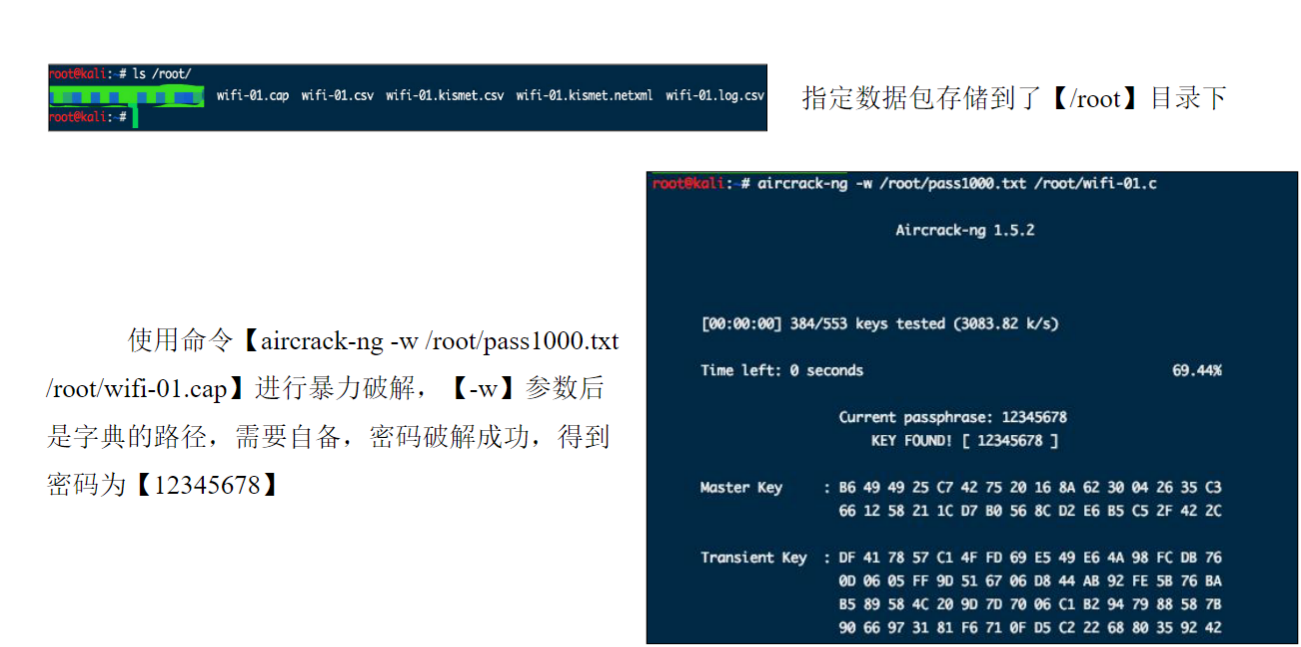 root@kali:~# ls /root/
wifi-01.cap wifi-01.csv wifi-01.kismet.csv wifi-01.kismet.netxml wifi-01.log.csv
root@kali:~#
指定数据包存储到了【/root】目录下
root@kali:~# aircrack-ng -w /root/pass1000.txt /root/wifi-01.c
Aircrack-ng 1.5.2
[00:00:00] 384/553 keys tested (3083.82 k/s)
Time left: 0 seconds 69.44%
Current passphrase: 12345678
KEY FOUND! [ 12345678 ]
Master Key : B6 49 49 25 C7 42 75 20 16 8A 62 30 04 26 35 C3
66 12 58 21 1C D7 B0 56 8C D2 E6 B5 C5 2F 42 2C
Transient Key : DF 41 78 57 C1 4F FD 69 E5 49 E6 4A 98 FC DB 76
0D 06 05 FF 9D 51 67 06 D8 44 AB 92 FE 5B 76 BA
B5 89 58 4C 20 9D 7D 70 06 C1 B2 94 79 88 58 7B
90 66 97 31 81 F6 71 0F D5 C2 22 68 80 35 92 42
使用命令【aircrack-ng -w /root/pass1000.txt
/root/wifi-01.cap】进行暴力破解，【-w】参数后
是字典的路径，需要自备，密码破解成功，得到
密码为【12345678】